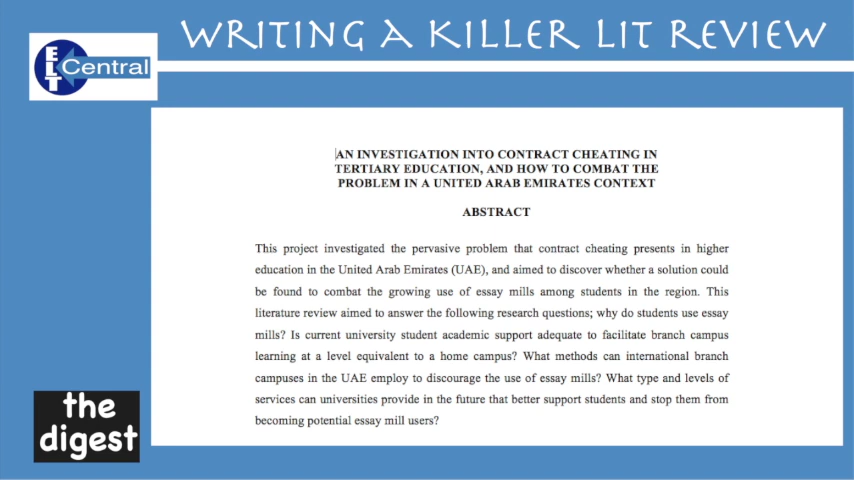 WRITING A KILLER LIT REVIEW
ELT Central
AN INVESTIGATION INTO CONTRACT CHEATING IN
TERTIARY EDUCATION, AND HOW TO COMBAT THE
PROBLEM IN A UNITED ARAB EMIRATES CONTEXT
ABSTRACT
This project investigated the pervasive problem that contract cheating presents in higher
education in the United Arab Emirates (UAE), and aimed to discover whether a solution could
be found to combat the growing use of essay mills among students in the region. This
literature review aimed to answer the following research questions; why do students use essay
mills? Is current university student academic support adequate to facilitate branch campus
learning at a level equivalent to a home campus? What methods can international branch
campuses in the UAE employ to discourage the use of essay mills? What type and levels of
services can universities provide in the future that better support students and stop them from
becoming potential essay mill users?
the
digest